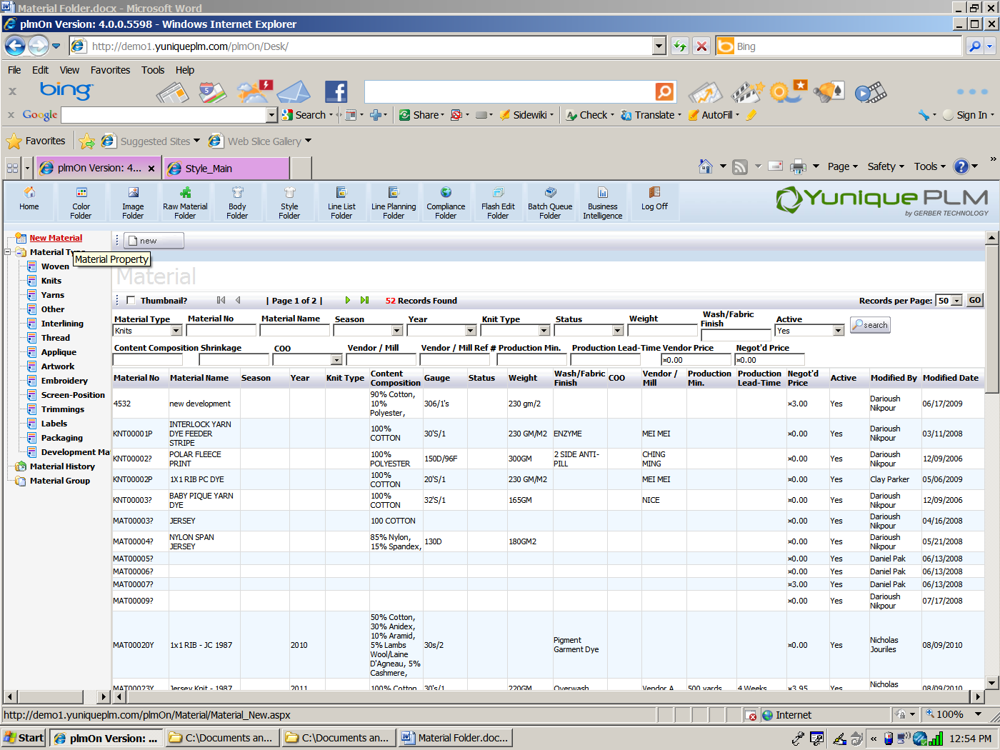 Material Folder.docx - Microsoft Word
plmOn Version: 4.0.0.5598 - Windows Internet Explorer
http://demo1.yuniqueplm.com/plmOn/Desk/
Bing
File Edit View Favorites Tools Help
x bing
x Google Search Share Sidewiki Check Translate AutoFill Sign In
Favorites Suggested Sites Web Slice Gallery
plmOn Version: 4... x Style_Main Page Safety Tools »
Home
Color Folder
Image Folder
Raw Material Folder
Body Folder
Style Folder
Line List Folder
Line Planning Folder
Compliance Folder
Flash Edit Folder
Batch Queue Folder
Business Intelligence
Log Off
Yunique PLM
by GERBER TECHNOLOGY
New Material
Material Ty
Material Property
Woven
Knits
Yarns
Other
Interlining
Thread
Applique
Artwork
Embroidery
Screen-Position
Trimmings
Labels
Packaging
Development Ma
Material History
Material Group
new
Material
Thumbnail? | Page 1 of 2 | 52 Records Found Records per Page: 50 GO
Material Type Material No Material Name Season Year Knit Type Status Weight Wash/Fabric Finish Active
Knits Yes search
Content Composition Shrinkage COO Vendor / Mill Vendor / Mill Ref # Production Min. Production Lead-Time Vendor Price Negot'd Price
¤0.00 ¤0.00
Material No Material Name Season Year Knit Type Content Composition Gauge Status Weight Wash/Fabric Finish COO Vendor / Mill Production Min. Production Lead-Time Negot'd Price Active Modified By Modified Date
4532 new development 90% Cotton, 10% Polyester, 306/1's 230 gm/2 ¤3.00 Yes Darioush Nikpour 06/17/2009
KNT00001P INTERLOCK YARN DYE FEEDER STRIPE 100% COTTON 30'S/1 230 GM/M2 ENZYME MEI MEI ¤0.00 Yes Darioush Nikpour 03/11/2008
KNT00002? POLAR FLEECE PRINT 100% POLYESTER 150D/96F 300GM 2 SIDE ANTI-PILL CHING MING ¤0.00 Yes Darioush Nikpour 12/09/2006
KNT00002P 1X1 RIB PC DYE 100% COTTON 20'S/1 230 GM/M2 MEI MEI ¤0.00 Yes Clay Parker 05/06/2009
KNT00003? BABY PIQUE YARN DYE 100% COTTON 32'S/1 165GM NICE ¤0.00 Yes Darioush Nikpour 12/09/2006
MAT00003? JERSEY 100 COTTON ¤0.00 Yes Darioush Nikpour 04/16/2008
MAT00004? NYLON SPAN JERSEY 85% Nylon, 15% Spandex, 130D 180GM2 ¤0.00 Yes Darioush Nikpour 05/21/2008
MAT00005? ¤0.00 Yes Daniel Pak 06/13/2008
MAT00006? ¤0.00 Yes Daniel Pak 06/13/2008
MAT00007? ¤3.00 Yes Daniel Pak 06/13/2008
MAT00009? ¤0.00 Yes Darioush Nikpour 07/17/2008
MAT00020Y 1x1 RIB - JC 1987 2010 50% Cotton, 30% Anidex, 10% Aramid, 5% Lambs Wool/Laine D'Agneau, 5% Cashmere, 30s/2 Pigment Garment Dye ¤0.00 Yes Nicholas Jouriles 08/09/2010
MAT00023Y Jersey Knit - 1987 2011 100% Cotton 30's/1 220GM Overwash Vendor A 500 yards 4 Weeks ¤3.95 Yes Nicholas 08/09/2010
http://demo1.yuniqueplm.com/plmOn/Material/Material_New.aspx Internet 100%
Start plmOn Version: ... C:\Documents an... C:\Documents an... Material Folder.doc... « 12:54 PM